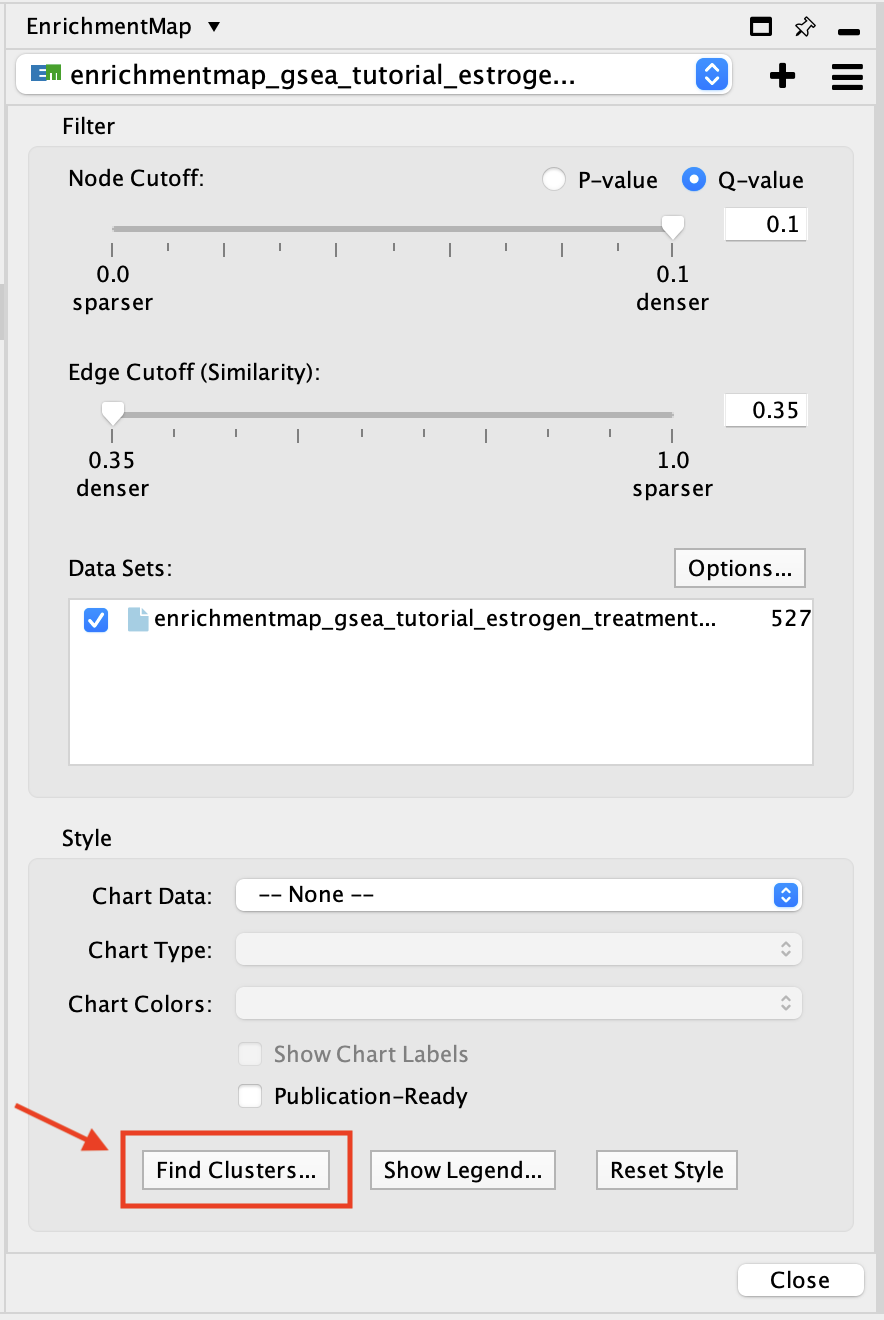 EnrichmentMap
EM enrichmentmap_gsea_tutorial_estroge...
Filter
Node Cutoff: P-value Q-value
0.1
0.0 0.1
sparser denser
Edge Cutoff (Similarity):
0.35
0.35 1.0
denser sparser
Data Sets: Options...
enrichmentmap_gsea_tutorial_estrogen_treatment... 527
Style
Chart Data: -- None --
Chart Type:
Chart Colors:
Show Chart Labels
Publication-Ready
Find Clusters... Show Legend... Reset Style
Close